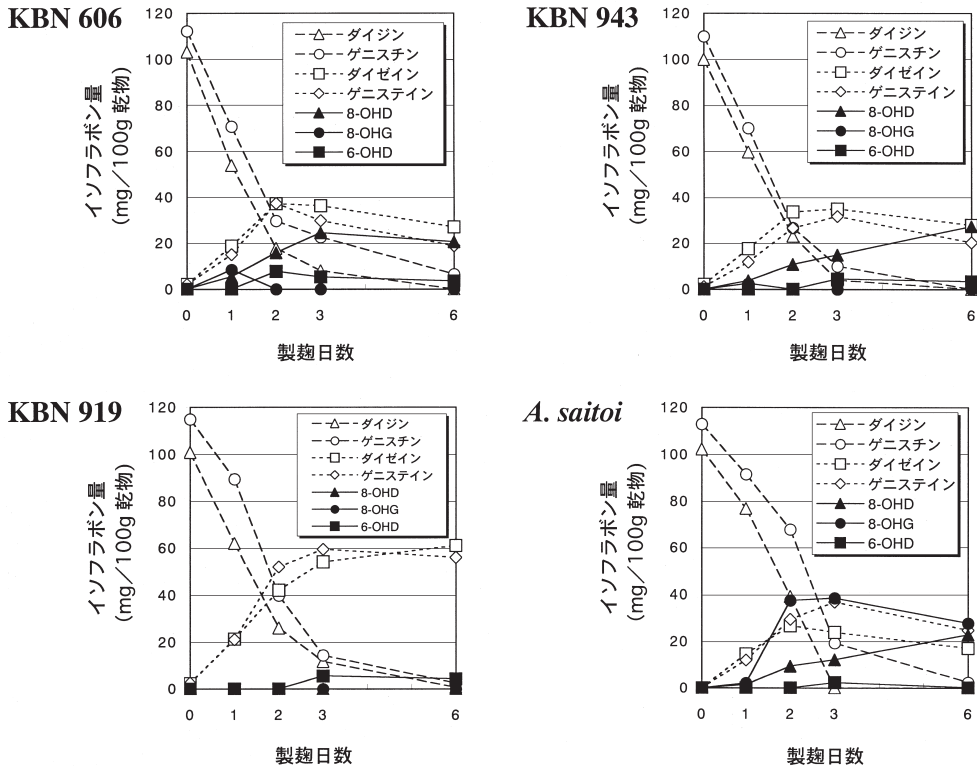 KBN 606
イソフラボン量
(mg/100g 乾物)
120
100
80
60
40
20
0
ダイジン
ゲニスチン
ダイゼイン
ゲニステイン
8-OHD
8-OHG
6-OHD
0 1 2 3 6
製麹日数
KBN 943
イソフラボン量
(mg/100g 乾物)
120
100
80
60
40
20
0
ダイジン
ゲニスチン
ダイゼイン
ゲニステイン
8-OHD
8-OHG
6-OHD
0 1 2 3 6
製麹日数
KBN 919
イソフラボン量
(mg/100g 乾物)
120
100
80
60
40
20
0
ダイジン
ゲニスチン
ダイゼイン
ゲニステイン
8-OHD
8-OHG
6-OHD
0 1 2 3 6
製麹日数
A. saitoi
イソフラボン量
(mg/100g 乾物)
120
100
80
60
40
20
0
ダイジン
ゲニスチン
ダイゼイン
ゲニステイン
8-OHD
8-OHG
6-OHD
0 1 2 3 6
製麹日数